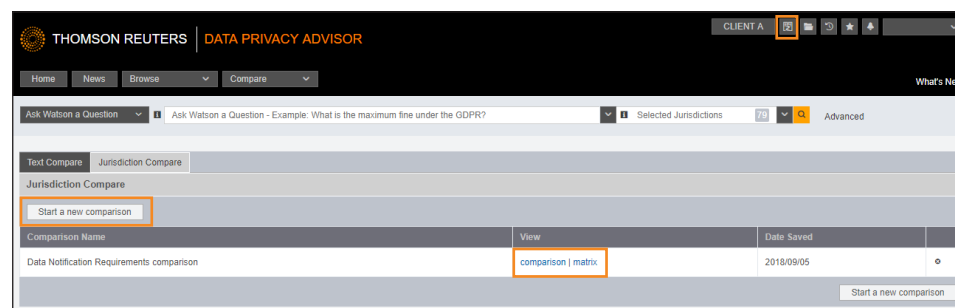 CLIENT A
THOMSON REUTERS DATA PRIVACY ADVISOR
Home News Browse Compare
What's Ne
Ask Watson a Question Ask Watson a Question - Example: What is the maximum fine under the GDPR? Selected Jurisdictions 79 Advanced
Text Compare Jurisdiction Compare
Jurisdiction Compare
Start a new comparison
Comparison Name View Date Saved
Data Notification Requirements comparison comparison | matrix 2018/09/05
Start a new comparison